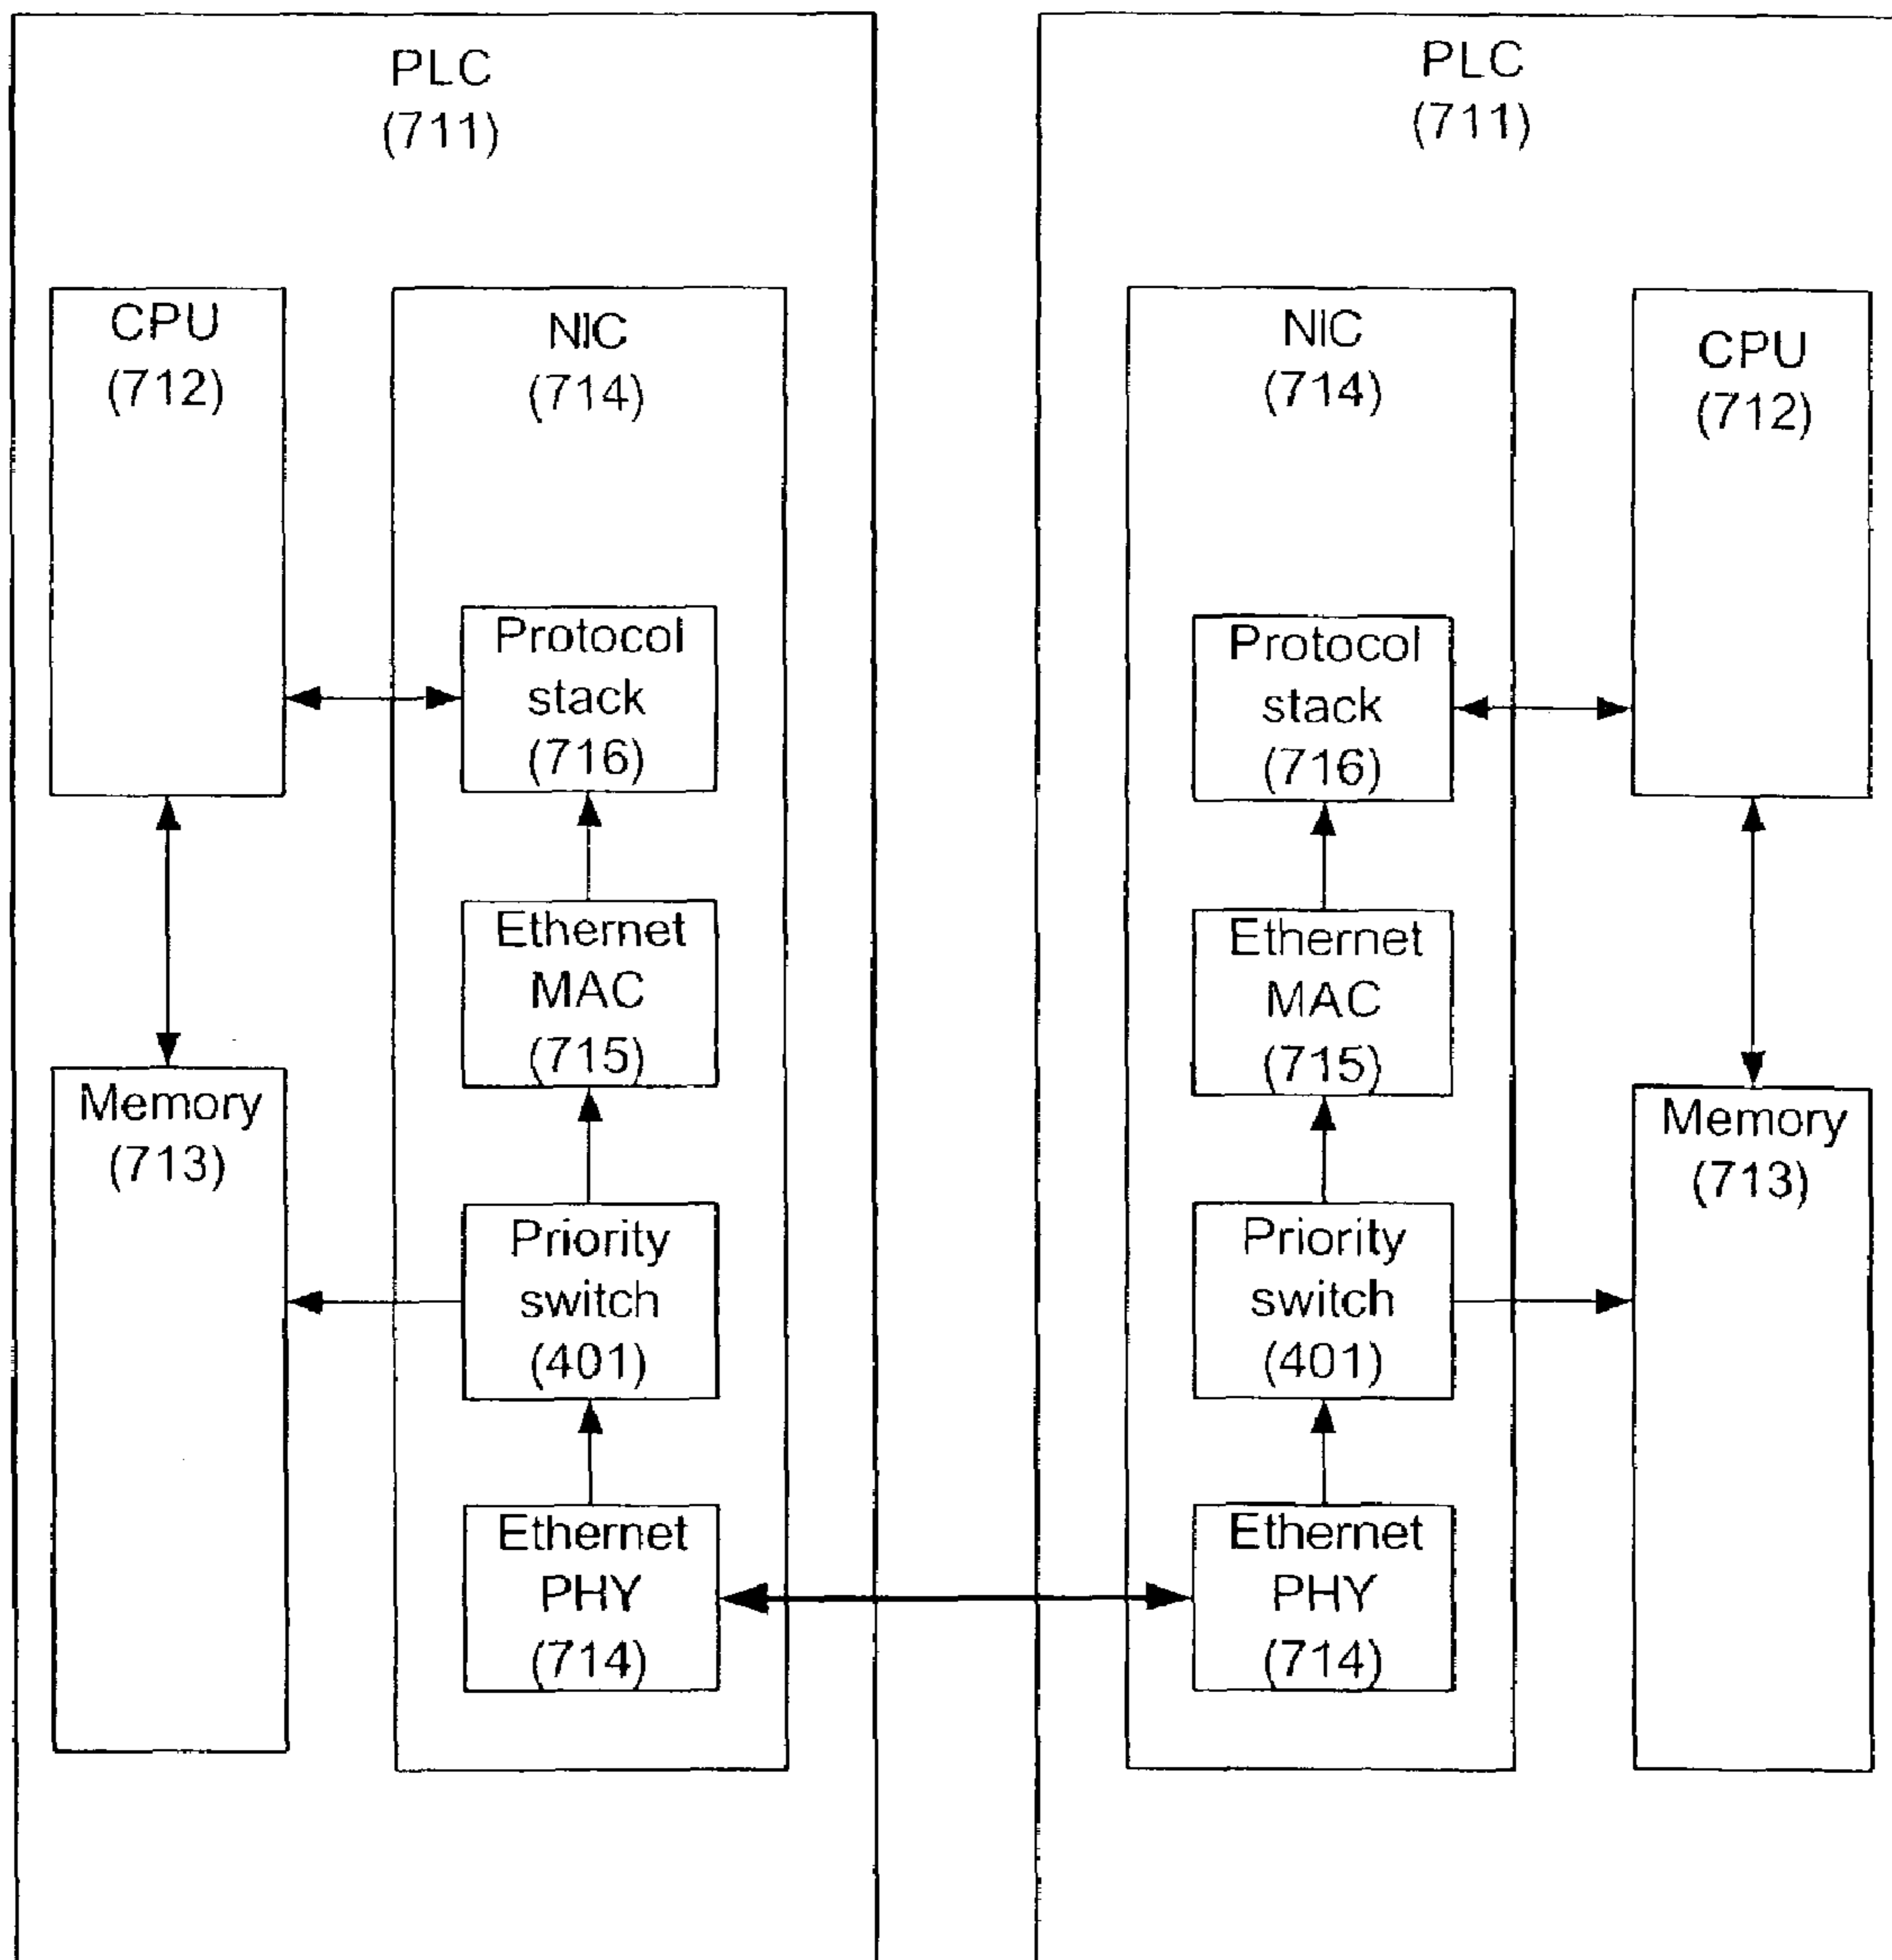 PLC
(711)
CPU
(712)
NIC
(714)
Protocol
stack
(716)
Ethernet
MAC
(715)
Memory
(713)
Priority
switch
(401)
Ethernet
PHY
(714)
PLC
(711)
NIC
(714)
CPU
(712)
Protocol
stack
(716)
Ethernet
MAC
(715)
Memory
(713)
Priority
switch
(401)
Ethernet
PHY
(714)